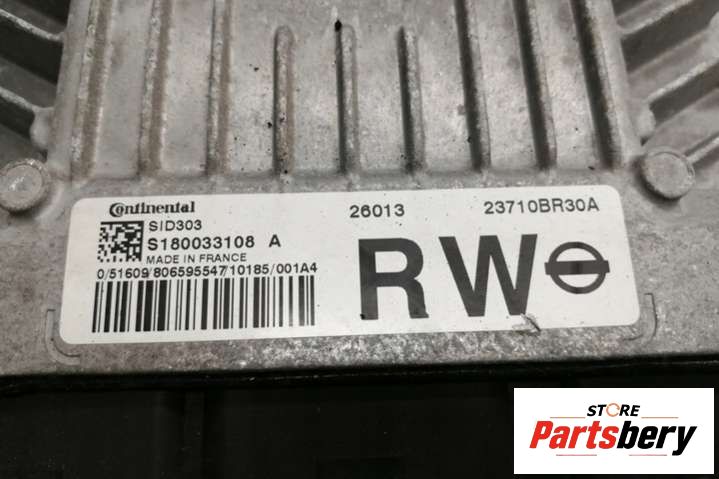 Continental 26013 23710BR30A
SID303
S180033108 A
MADE IN FRANCE
0/51609/806595547/10185/001A4
RW
STORE
Partsbery